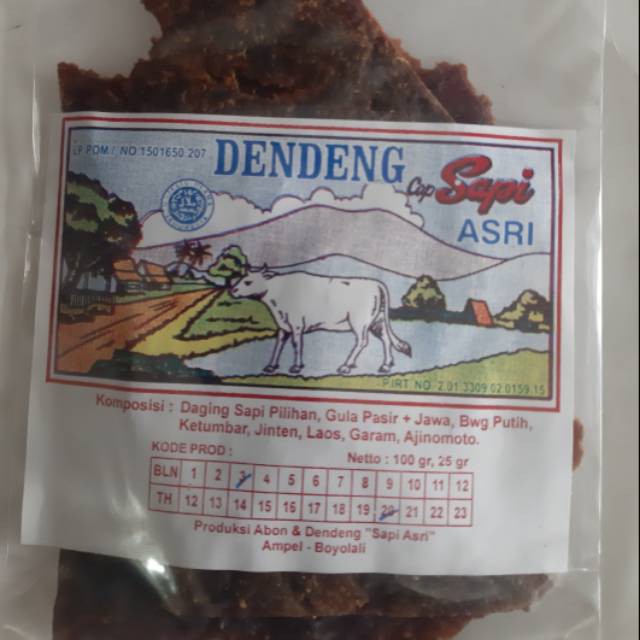 LP POM / NO 1501650 207
DENDENG
Cap Sapi
ASRI
PIRT. NO 2.01 3309 02 0159.15
Komposisi : Daging Sapi Pilihan, Gula Pasir + Jawa, Bwg Putih,
Ketumbar, Jinten, Laos, Garam, Ajinomoto.
KODE PROD :
Netto : 100 gr, 25 gr
BLN 1 2 3 4 5 6 7 8 9 10 11 12
TH 12 13 14 15 16 17 18 19 20 21 22 23
Produksi Abon & Dendeng "Sapi Asri"
Ampel - Boyolali